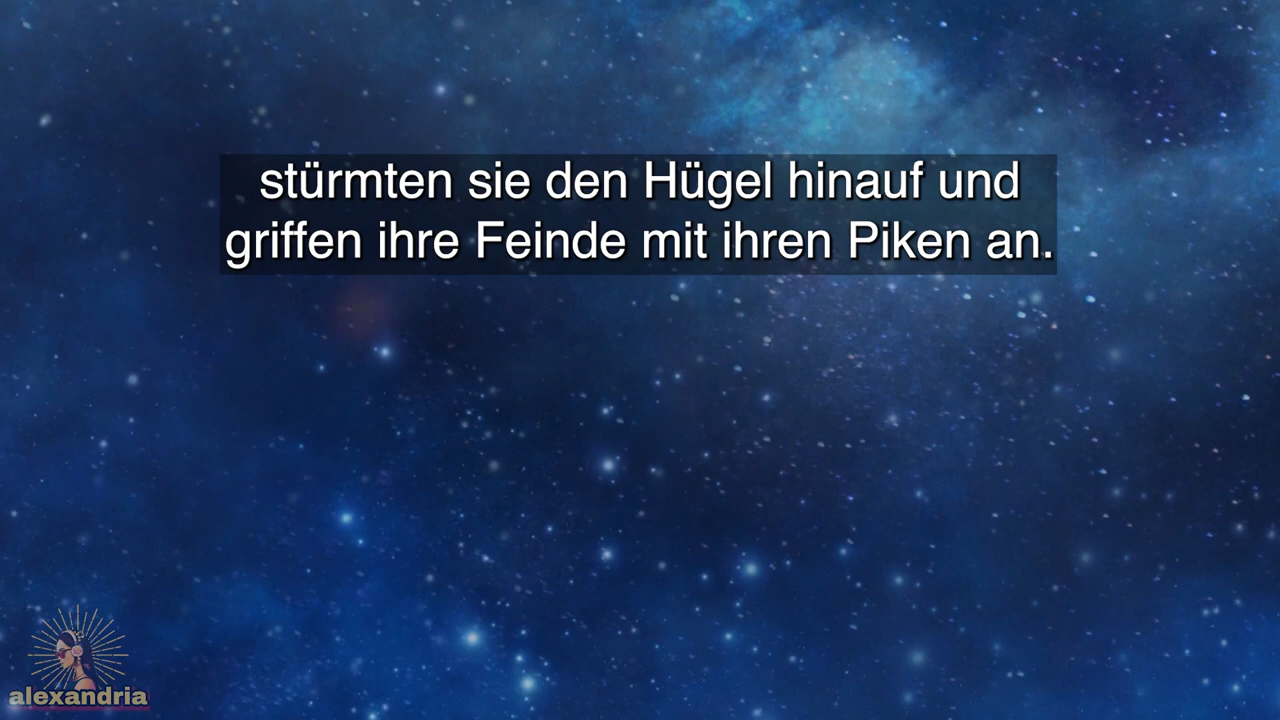 stürmten sie den Hügel hinauf und
griffen ihre Feinde mit ihren Piken an.
alexandria